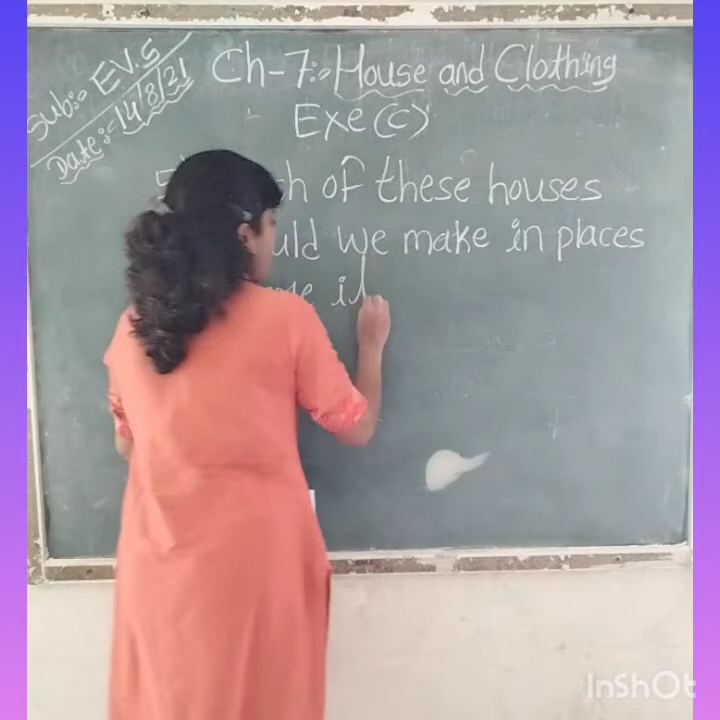 Sub:- EV.S
Date:- 14/8/21
Ch-7:- House and Clothing
Exe (c)
of these houses
we make in places
InShOt